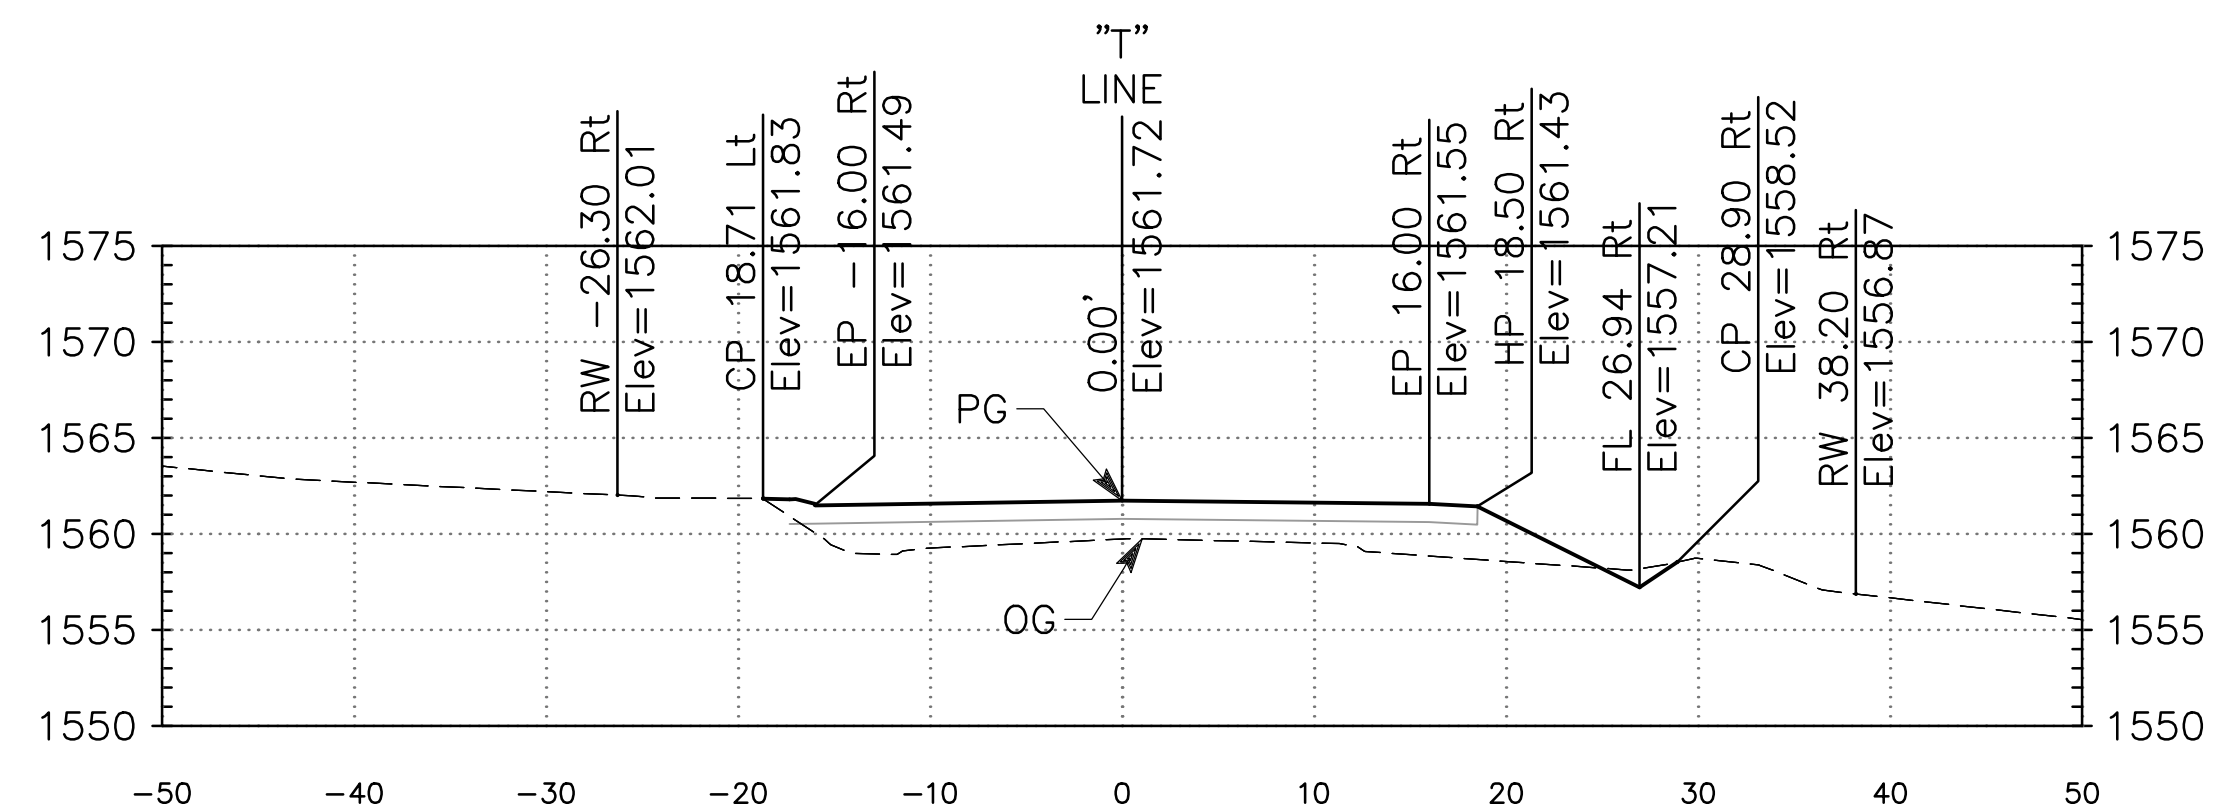 "T"
LINE
RW -26.30 Rt
Elev=1562.01
CP 18.71 Lt
Elev=1561.83
EP -16.00 Rt
Elev=1561.49
0.00'
Elev=1561.72
EP 16.00 Rt
Elev=1561.55
HP 18.50 Rt
Elev=1561.43
FL 26.94 Rt
Elev=1557.21
CP 28.90 Rt
Elev=1558.52
RW 38.20 Rt
Elev=1556.87
1575 1575
1570 1570
PG
1565 1565
1560 1560
OG
1555 1555
1550 1550
-50 -40 -30 -20 -10 0 10 20 30 40 50